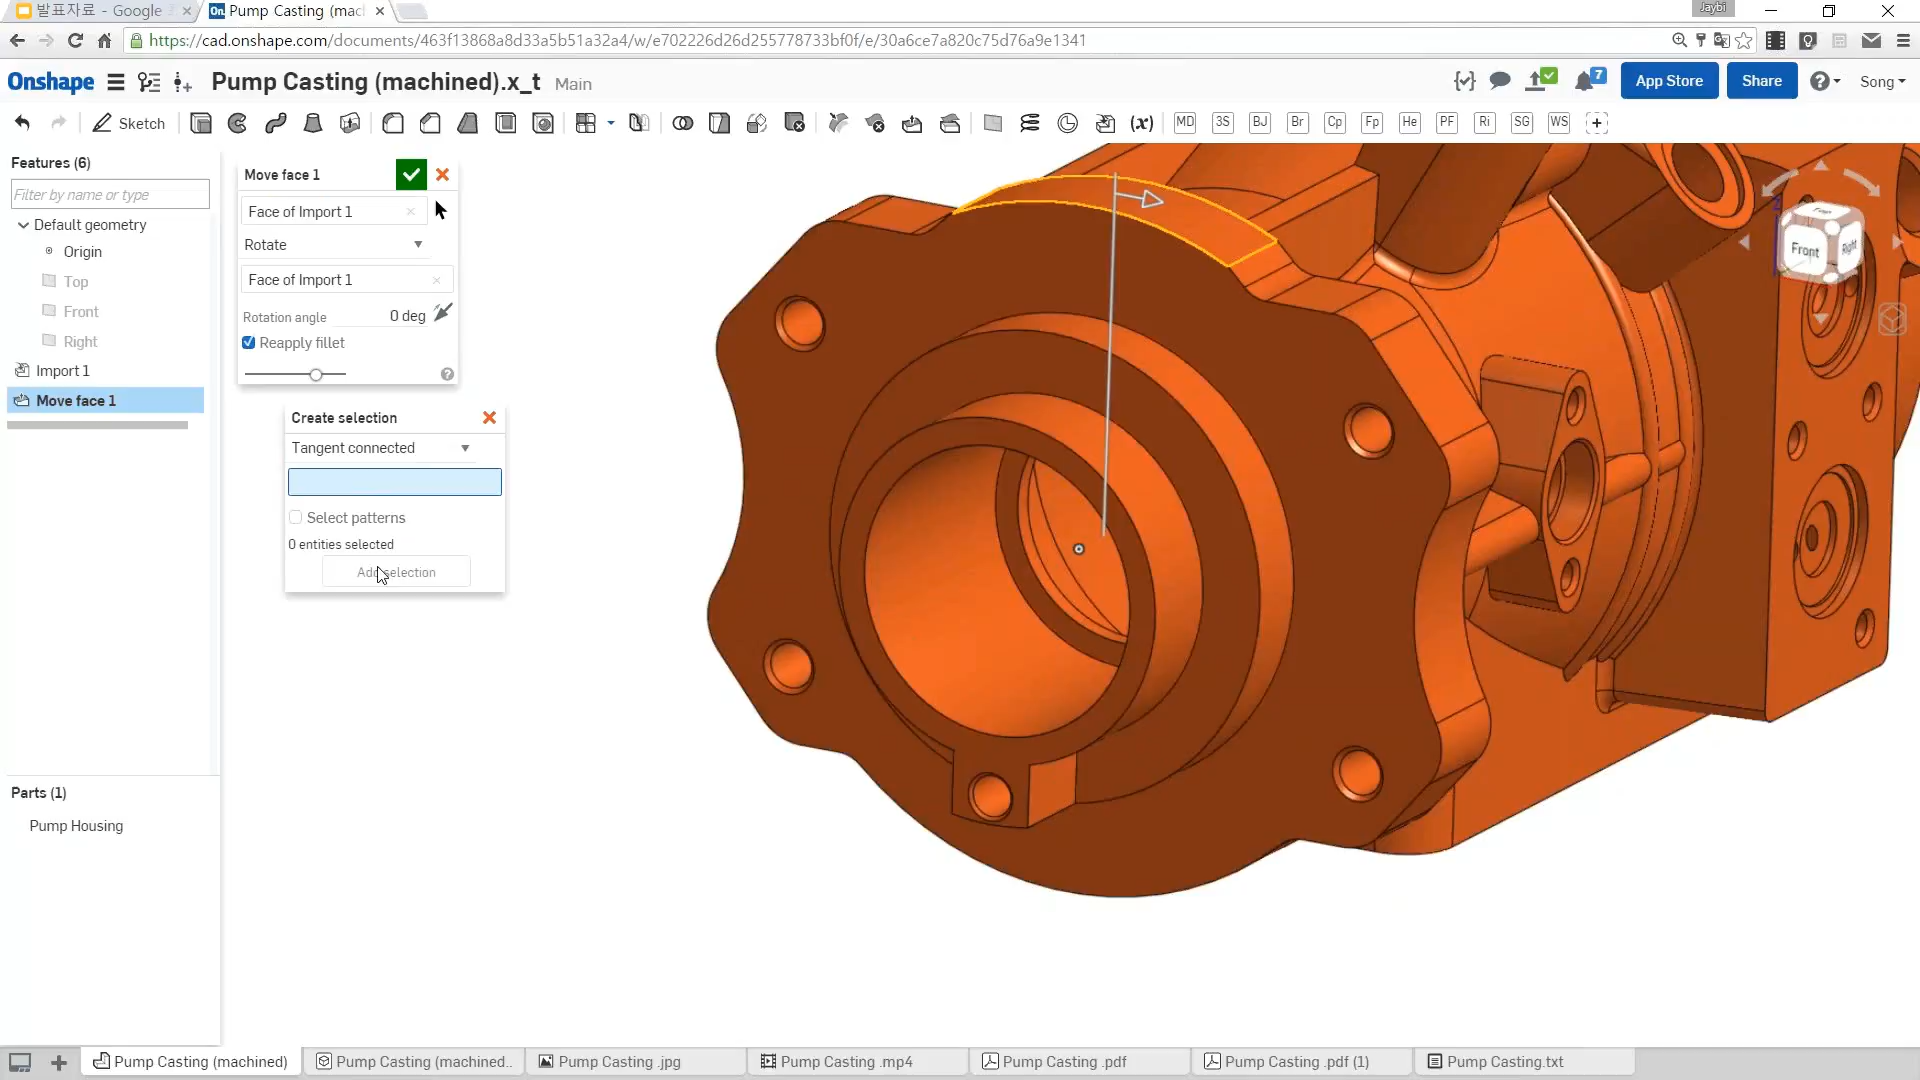 발표자료 - Google
Pump Casting (mac
Jaybi
https://cad.onshape.com/documents/463f13868a8d33a5b51a32a4/w/e702226d26d255778733bf0f/e/30a6ce7a820c75d76a9e1341
Onshape
Pump Casting (machined).x_t Main
7
App Store
Share
Song
Sketch
(x)
MD 3S BJ Br Cp Fp He PF Ri SG WS
Features (6)
Filter by name or type
Default geometry
Origin
Top
Front
Right
Import 1
Move face 1
Parts (1)
Pump Housing
Move face 1
Face of Import 1
Rotate
Face of Import 1
Rotation angle 0 deg
Reapply fillet
Create selection
Tangent connected
Select patterns
0 entities selected
Add selection
Top
Front
Right
Pump Casting (machined)
Pump Casting (machined..
Pump Casting .jpg
Pump Casting .mp4
Pump Casting .pdf
Pump Casting .pdf (1)
Pump Casting.txt